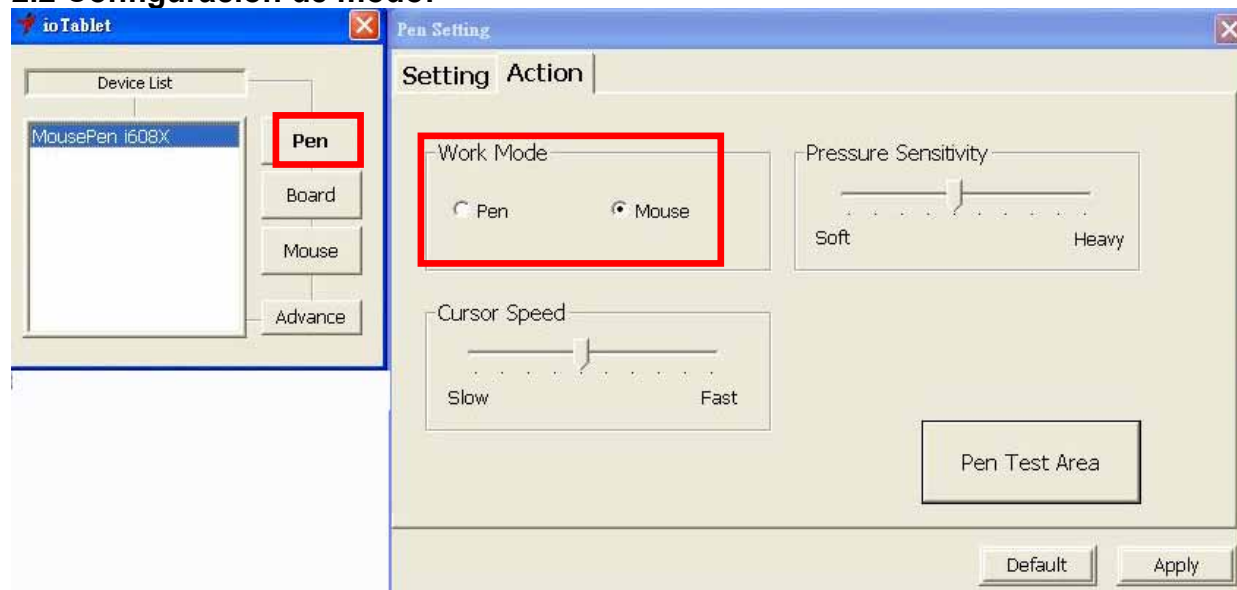 2.2 Configuración de modo:
ioTablet
Device List
MousePen i608X
Pen
Board
Mouse
Advance
Pen Setting
Setting Action
Work Mode
Pen Mouse
Pressure Sensitivity
Soft Heavy
Cursor Speed
Slow Fast
Pen Test Area
Default Apply